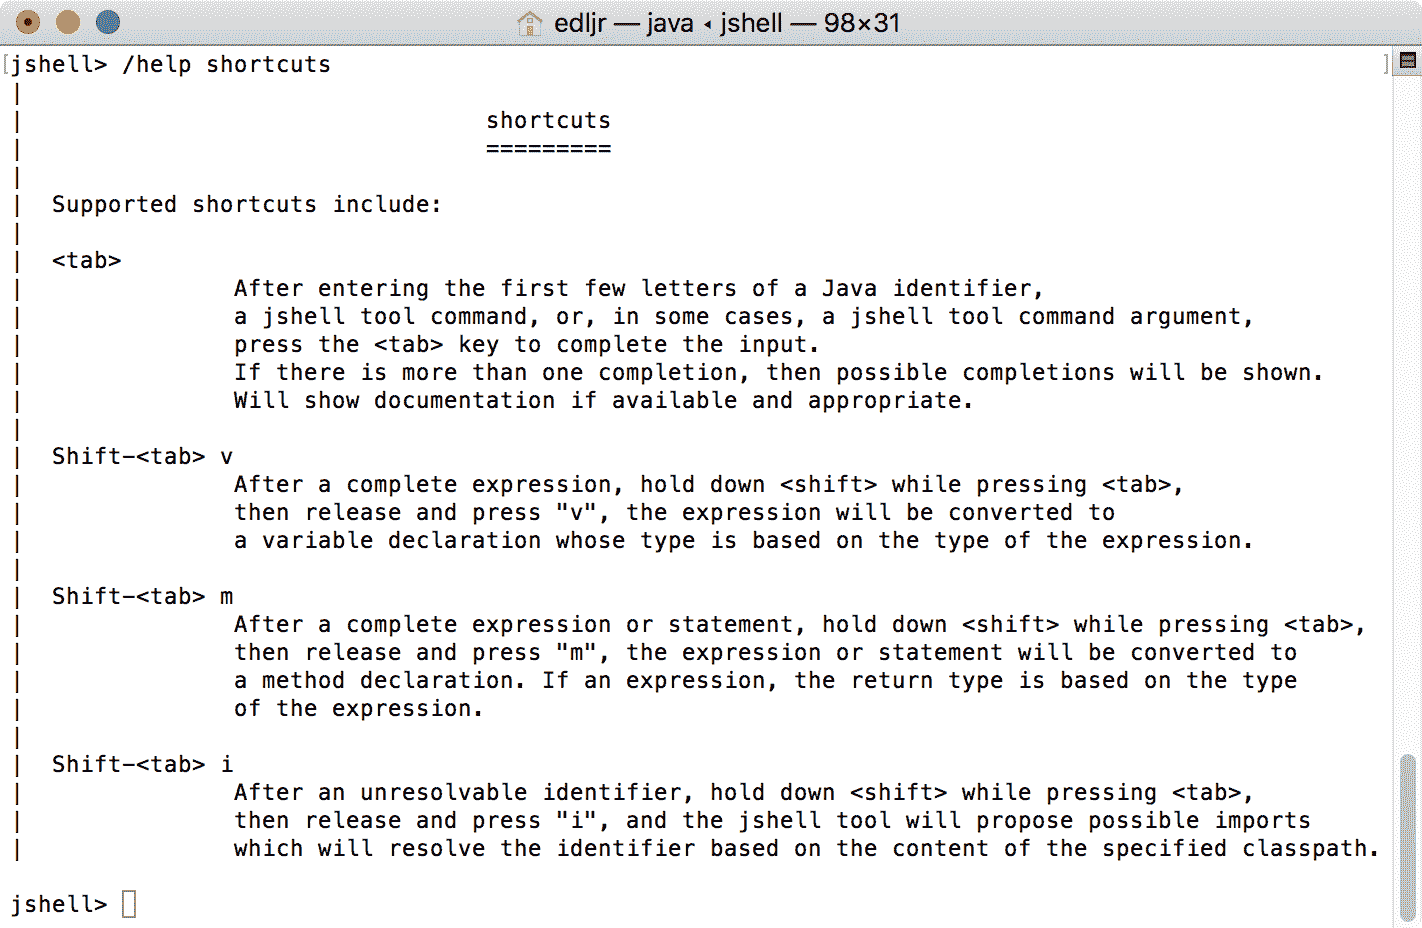 edljr — java ◂ jshell — 98×31
[jshell> /help shortcuts ]
|
| shortcuts
| =========
|
| Supported shortcuts include:
|
| <tab>
| After entering the first few letters of a Java identifier,
| a jshell tool command, or, in some cases, a jshell tool command argument,
| press the <tab> key to complete the input.
| If there is more than one completion, then possible completions will be shown.
| Will show documentation if available and appropriate.
|
| Shift-<tab> v
| After a complete expression, hold down <shift> while pressing <tab>,
| then release and press "v", the expression will be converted to
| a variable declaration whose type is based on the type of the expression.
|
| Shift-<tab> m
| After a complete expression or statement, hold down <shift> while pressing <tab>,
| then release and press "m", the expression or statement will be converted to
| a method declaration. If an expression, the return type is based on the type
| of the expression.
|
| Shift-<tab> i
| After an unresolvable identifier, hold down <shift> while pressing <tab>,
| then release and press "i", and the jshell tool will propose possible imports
| which will resolve the identifier based on the content of the specified classpath.
jshell>